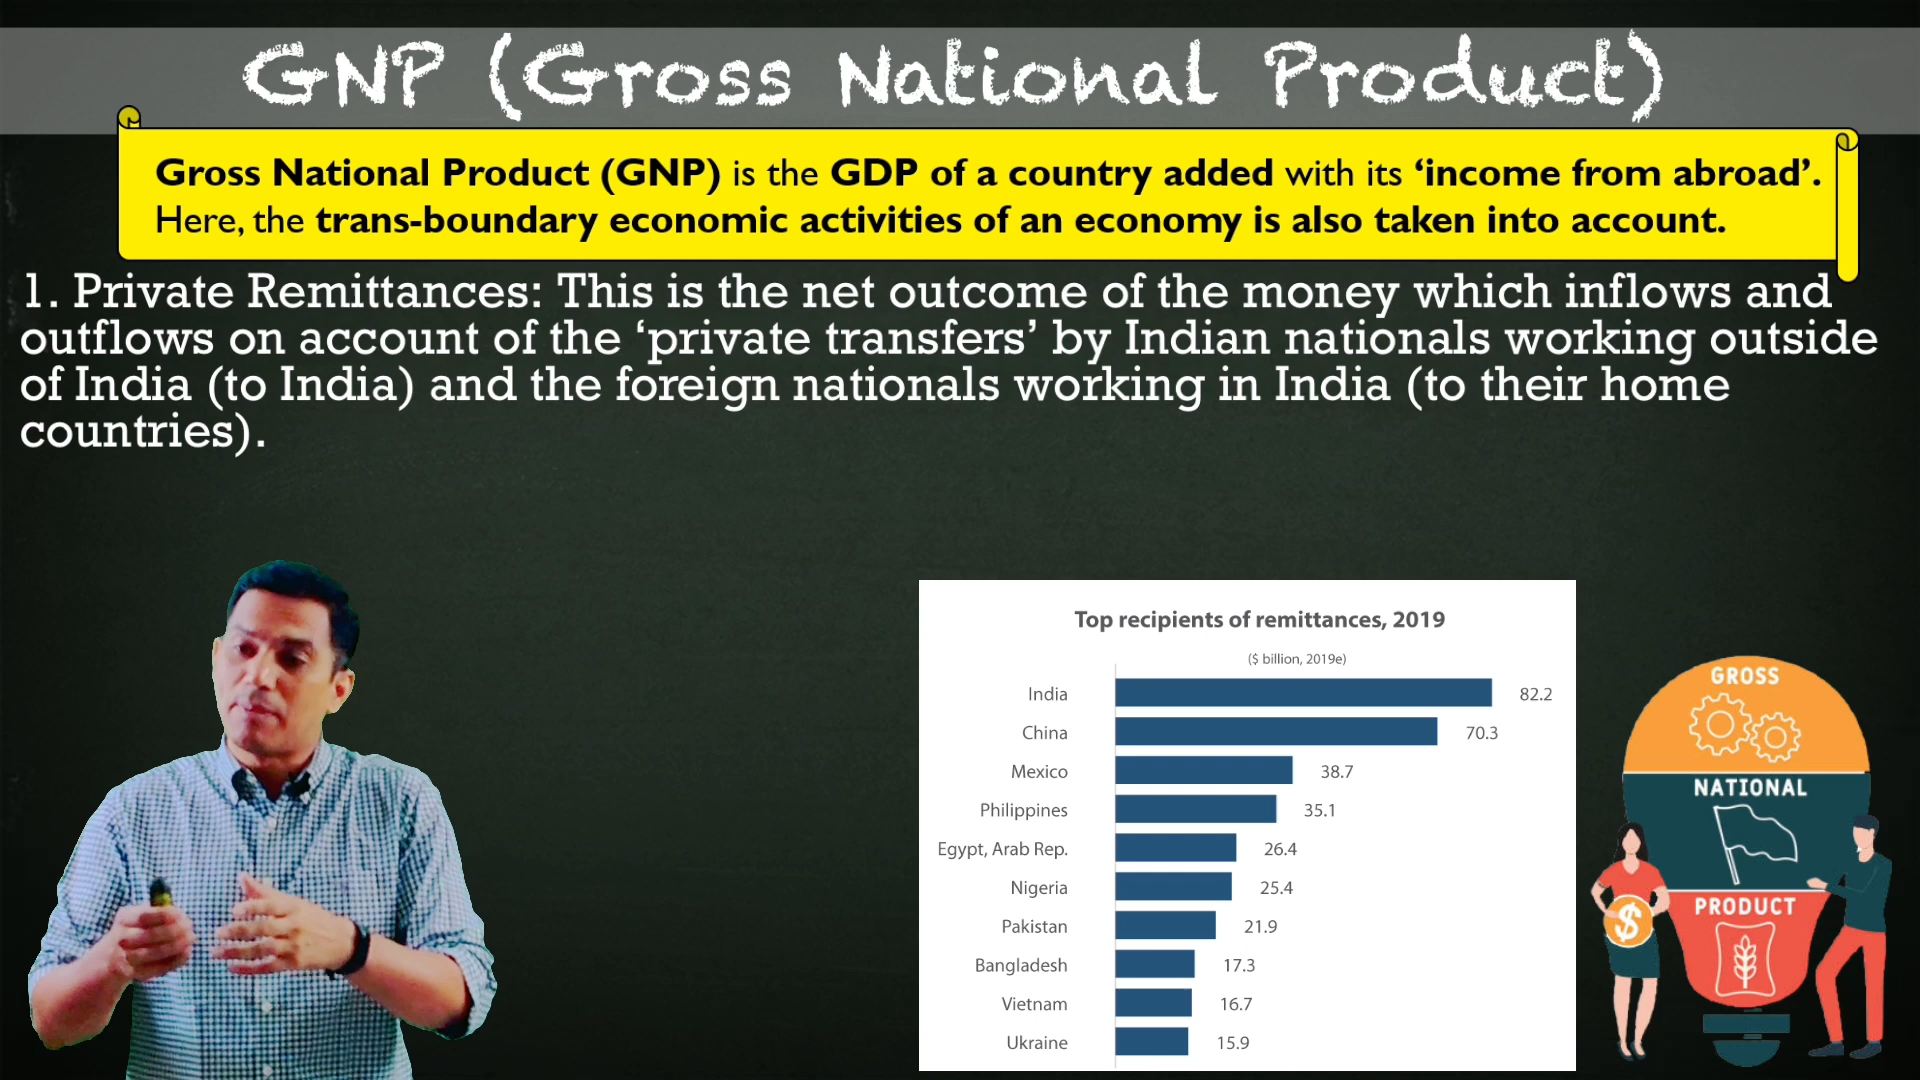 GNP (Gross National Product)
Gross National Product (GNP) is the GDP of a country added with its ‘income from abroad’.
Here, the trans-boundary economic activities of an economy is also taken into account.
1. Private Remittances: This is the net outcome of the money which inflows and
outflows on account of the ‘private transfers’ by Indian nationals working outside
of India (to India) and the foreign nationals working in India (to their home
countries).
Top recipients of remittances, 2019
($ billion, 2019e)
India 82.2
China 70.3
Mexico 38.7
Philippines 35.1
Egypt, Arab Rep. 26.4
Nigeria 25.4
Pakistan 21.9
Bangladesh 17.3
Vietnam 16.7
Ukraine 15.9
GROSS
NATIONAL
PRODUCT
$